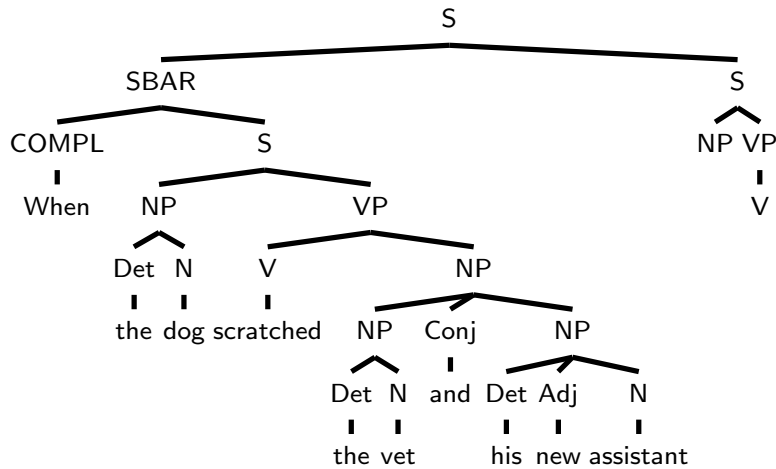 S
SBAR S
COMPL S NP VP
When NP VP V
Det N V NP
the dog scratched NP Conj NP
Det N and Det Adj N
the vet his new assistant